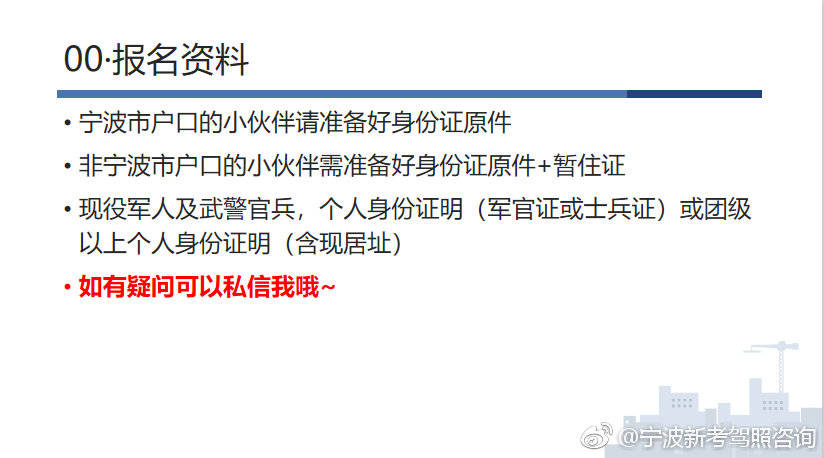 00·报名资料
• 宁波市户口的小伙伴请准备好身份证原件
• 非宁波市户口的小伙伴需准备好身份证原件+暂住证
• 现役军人及武警官兵，个人身份证明（军官证或士兵证）或团级
以上个人身份证明（含现居址）
• 如有疑问可以私信我哦~
@宁波新考驾照咨询